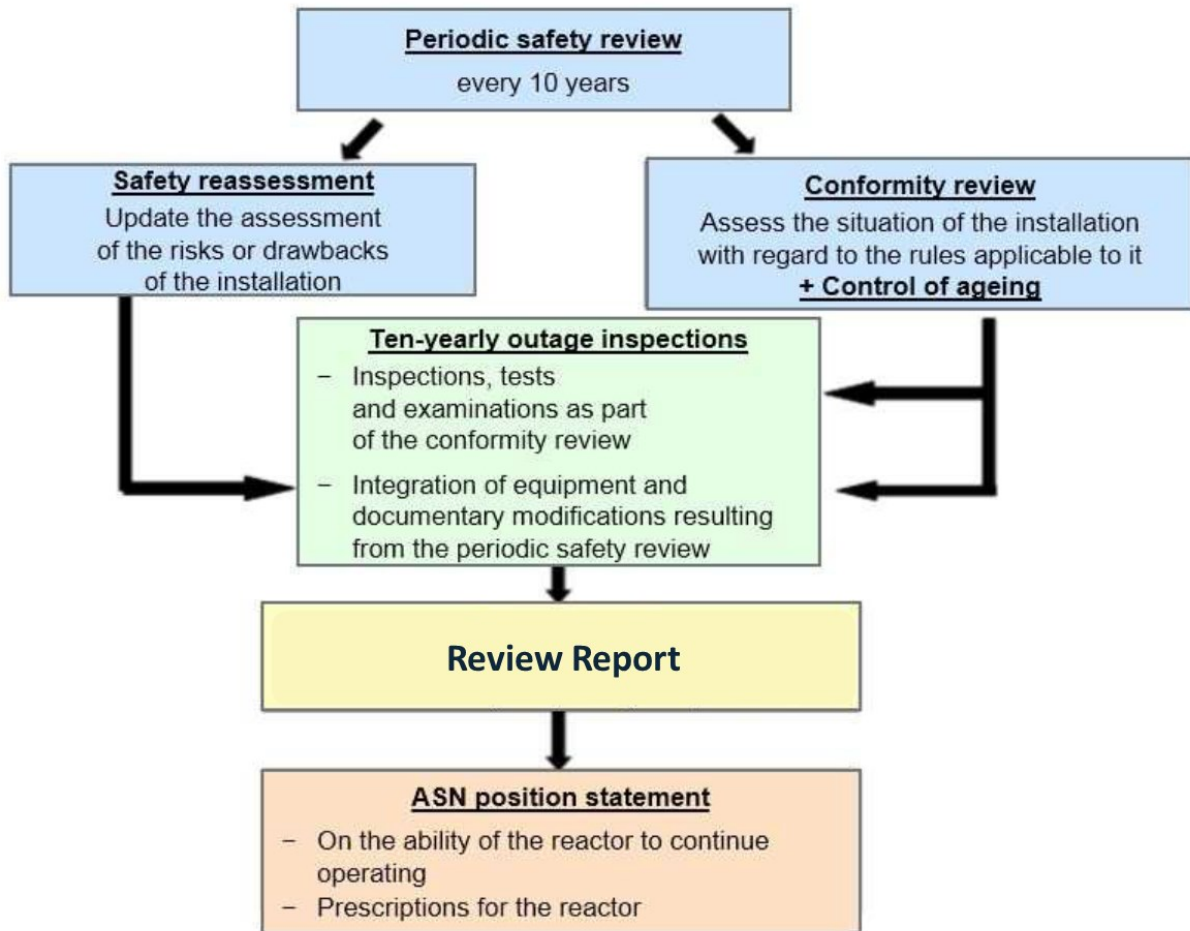 Periodic safety review
every 10 years
Safety reassessment
Update the assessment
of the risks or drawbacks
of the installation
Conformity review
Assess the situation of the installation
with regard to the rules applicable to it
+ Control of ageing
Ten-yearly outage inspections
– Inspections, tests
and examinations as part
of the conformity review
– Integration of equipment and
documentary modifications resulting
from the periodic safety review
Review Report
ASN position statement
– On the ability of the reactor to continue
operating
– Prescriptions for the reactor